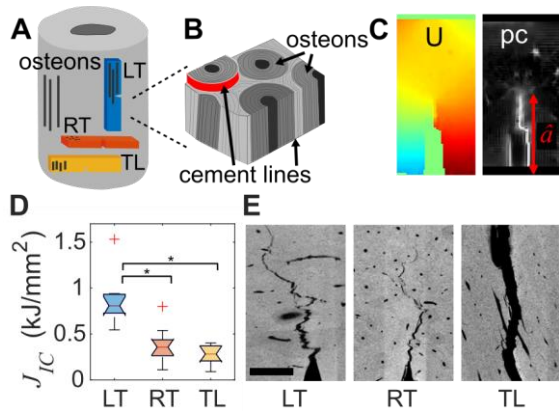 A
osteons
LT
RT
TL
B
osteons
cement lines
C
U
pc
â
D
J_IC (kJ/mm²)
1.5
1
0.5
0
*
*
LT
RT
TL
E
LT
RT
TL